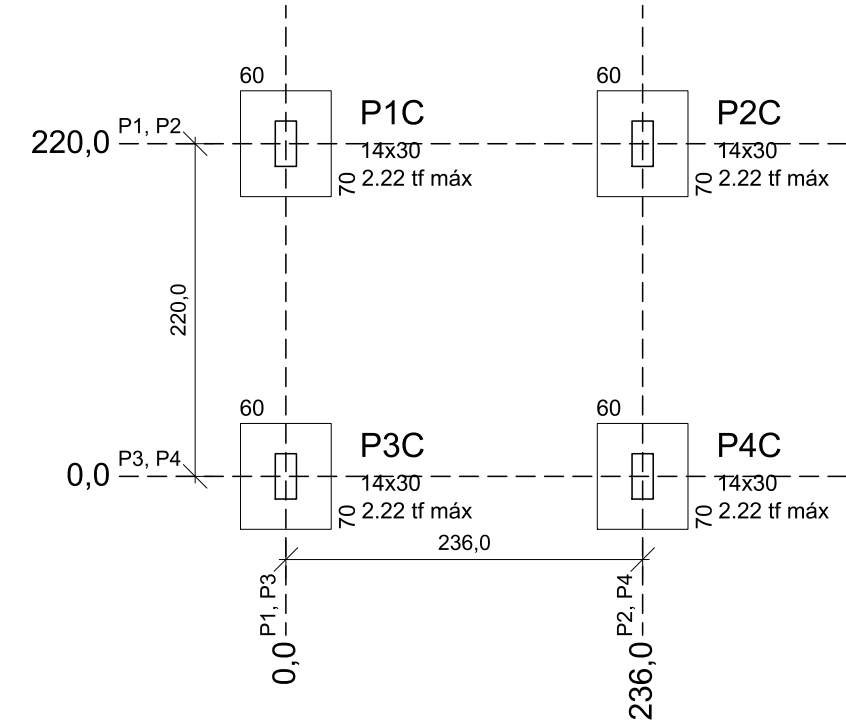 60
60
P1C
P2C
220,0
P1, P2
14x30
14x30
70
2.22 tf máx
70
2.22 tf máx
220,0
60
60
P3C
P4C
0,0
P3, P4
14x30
14x30
70
2.22 tf máx
70
2.22 tf máx
236,0
P1, P3
P2, P4
0,0
236,0